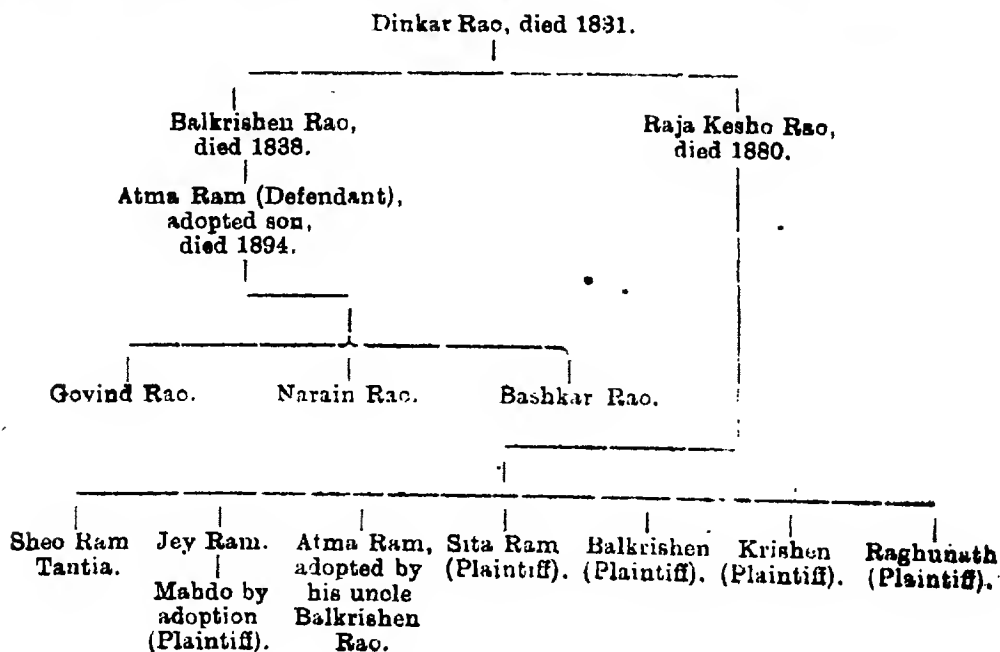 Dinkar Rao, died 1831.
Balkrishen Rao,
died 1838.
Raja Kesho Rao,
died 1880.
Atma Ram (Defendant),
adopted son,
died 1894.
Govind Rao.
Narain Rao.
Bashkar Rao.
Sheo Ram
Tantia.
Jey Ram.
Mahdo by
adoption
(Plaintiff).
Atma Ram,
adopted by
his uncle
Balkrishen
Rao.
Sita Ram
(Plaintiff).
Balkrishen
(Plaintiff).
Krishen
(Plaintiff).
Raghunath
(Plaintiff).